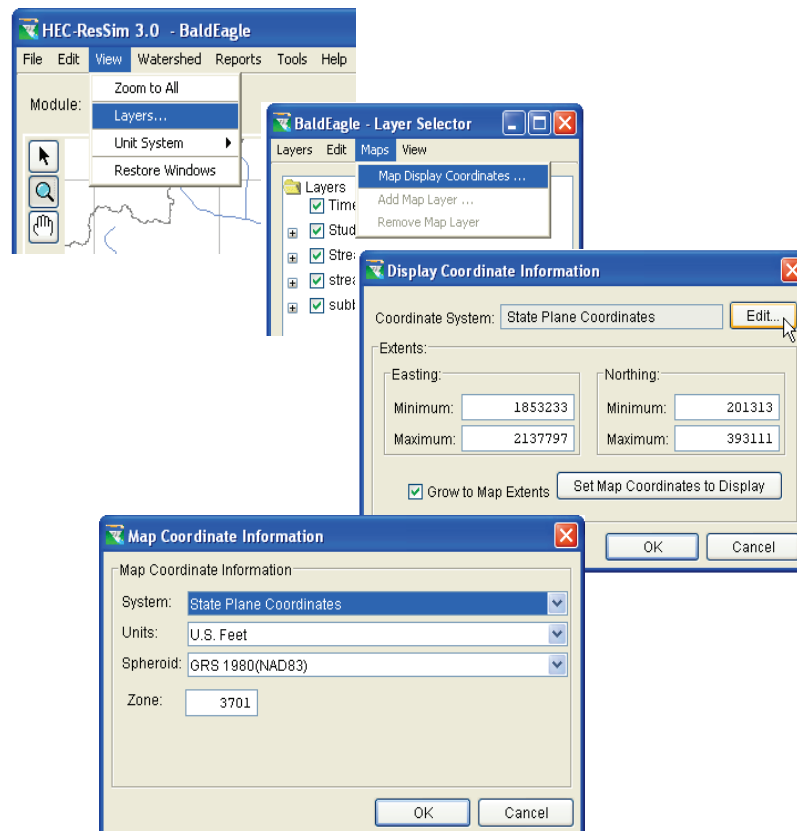 HEC-ResSim 3.0 - BaldEagle
File Edit View Watershed Reports Tools Help
Zoom to All
Module:
Layers...
Unit System
Restore Windows
BaldEagle - Layer Selector
Layers Edit Maps View
Map Display Coordinates ...
Add Map Layer ...
Remove Map Layer
Layers
Time
Stud
Stre
strea
subb
Display Coordinate Information
Coordinate System: State Plane Coordinates Edit...
Extents:
Easting: Northing:
Minimum: 1853233 Minimum: 201313
Maximum: 2137797 Maximum: 393111
Grow to Map Extents Set Map Coordinates to Display
OK Cancel
Map Coordinate Information
Map Coordinate Information
System: State Plane Coordinates
Units: U.S. Feet
Spheroid: GRS 1980(NAD83)
Zone: 3701
OK Cancel